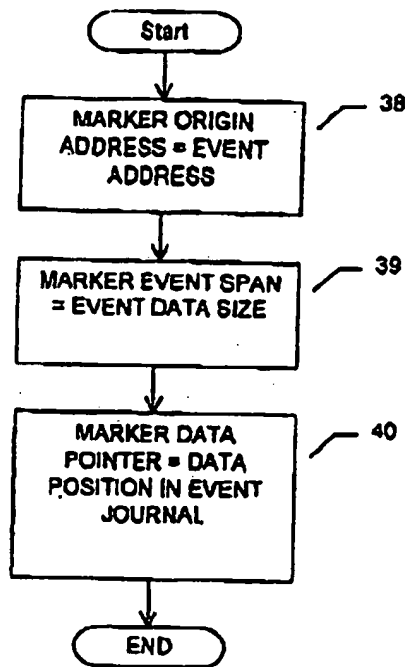 Start
MARKER ORIGIN
ADDRESS = EVENT
ADDRESS
38
MARKER EVENT SPAN
= EVENT DATA SIZE
39
MARKER DATA
POINTER = DATA
POSITION IN EVENT
JOURNAL
40
END